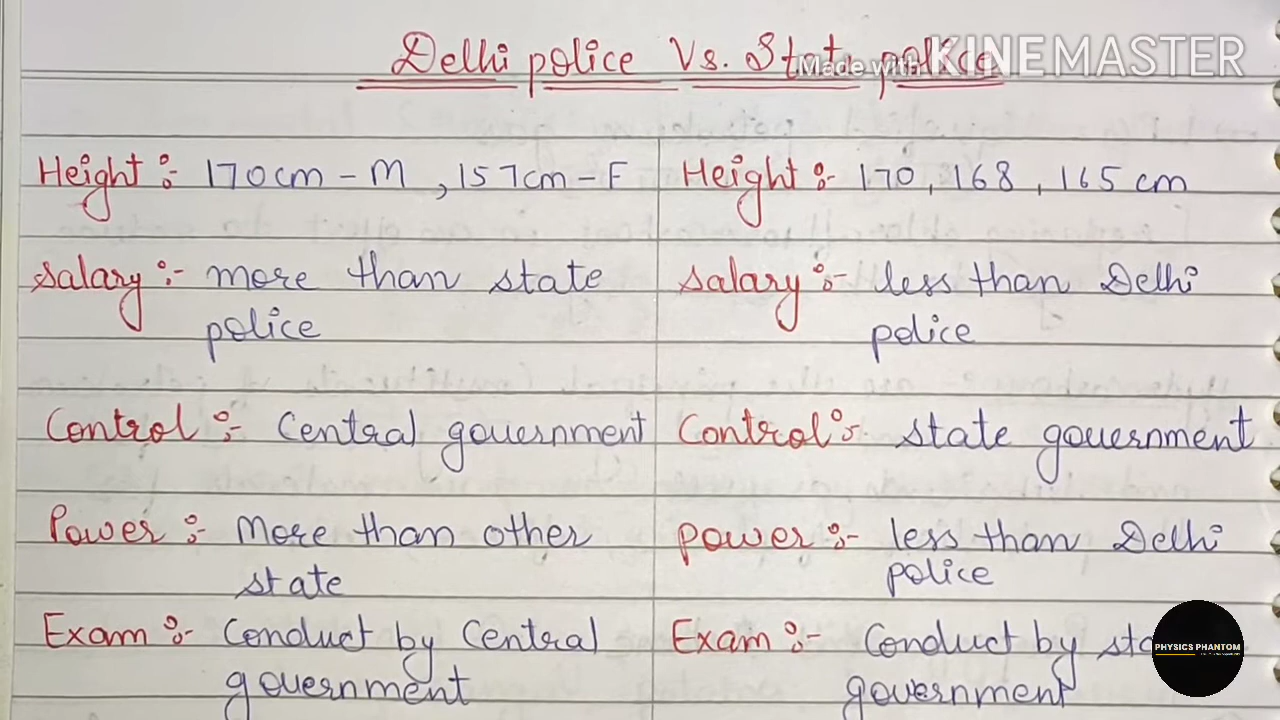 Delhi police Vs. State police
Made with KINEMASTER
Height :- 170cm - M , 157cm - F
Height :- 170 , 168 , 165 cm
Salary :- more than state
police
Salary :- less than Delhi
police
Control :- Central government
Control :- state government
Power :- More than other
state
power :- less than Delhi
police
Exam :- Conduct by Central
government
Exam :- Conduct by
government
PHYSICS PHANTOM